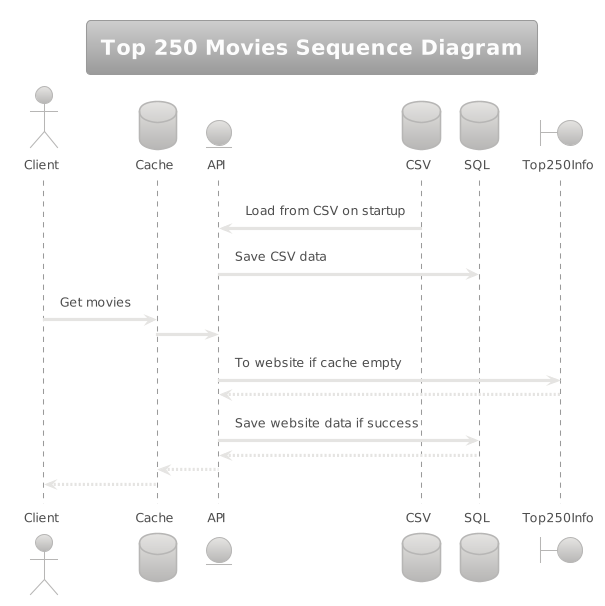 Top 250 Movies Sequence Diagram
Client Cache API CSV SQL Top250Info
Load from CSV on startup
Save CSV data
Get movies
To website if cache empty
Save website data if success
Client Cache API CSV SQL Top250Info